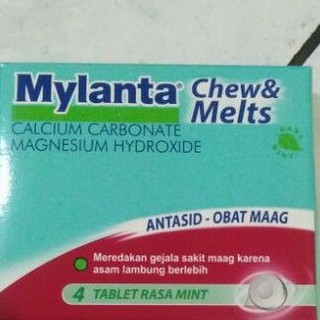 Mylanta® Chew&
Melts
CALCIUM CARBONATE
MAGNESIUM HYDROXIDE
ANTASID - OBAT MAAG
Meredakan gejala sakit maag karena
asam lambung berlebih
4 TABLET RASA MINT